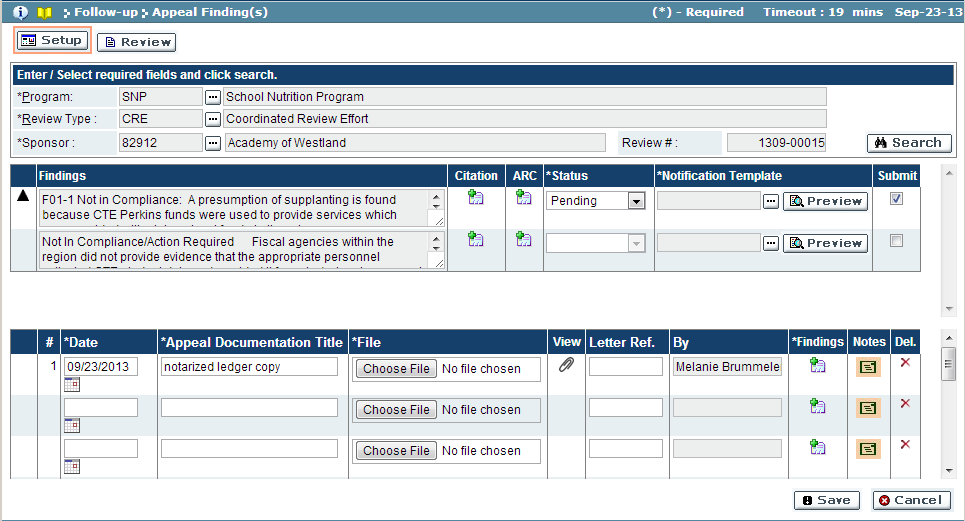 Follow-up Appeal Finding(s) (*) - Required Timeout : 19 mins Sep-23-13
Setup Review
Enter / Select required fields and click search.
*Program: SNP ... School Nutrition Program
*Review Type : CRE ... Coordinated Review Effort
*Sponsor : 82912 ... Academy of Westland Review # : 1309-00015 Search
Findings Citation ARC *Status *Notification Template Submit
F01-1 Not in Compliance: A presumption of supplanting is found
because CTE Perkins funds were used to provide services which
Pending ... Preview
Not In Compliance/Action Required Fiscal agencies within the
region did not provide evidence that the appropriate personnel
... Preview
# *Date *Appeal Documentation Title *File View Letter Ref. By *Findings Notes Del.
1 09/23/2013 notarized ledger copy Choose File No file chosen Melanie Brummele
Choose File No file chosen
Choose File No file chosen
Save Cancel